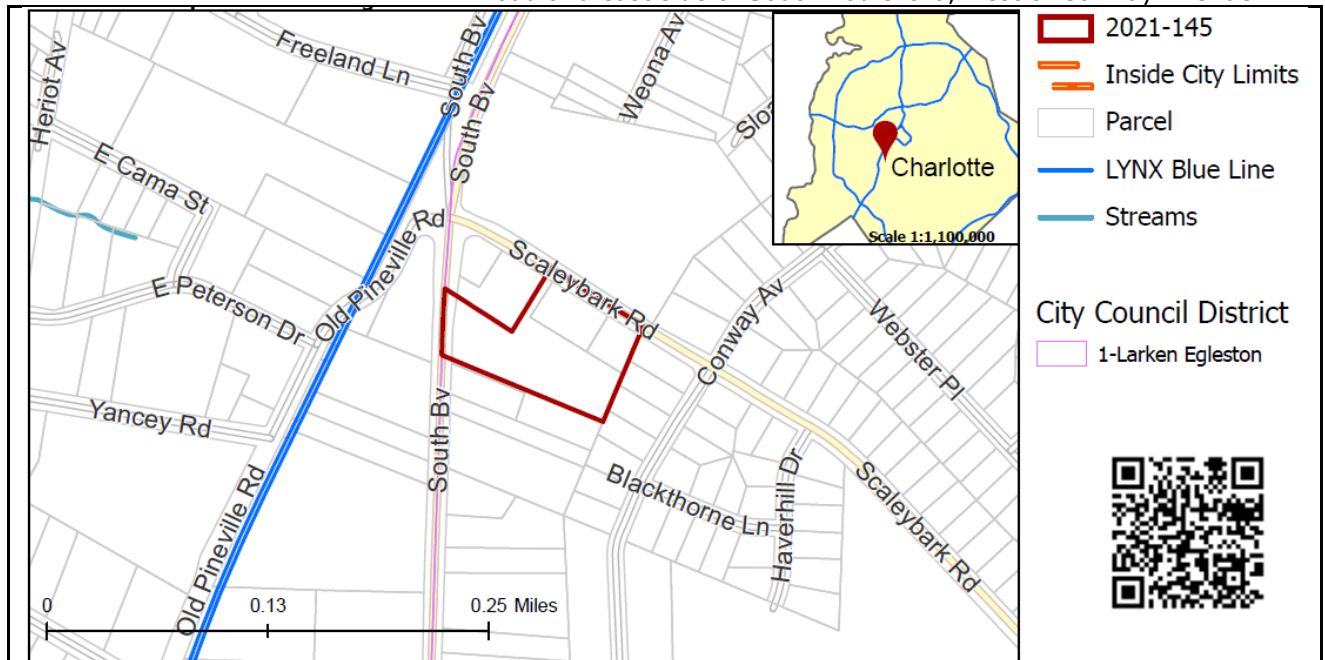 Freeland Ln
South Bv
South Bv
Weona Av
Heriot Av
E Cama St
Old Pineville Rd
Scaleybark Rd
E Peterson Dr
Conway Av
Webster Pl
Yancey Rd
South Bv
Blackthorne Ln
Haverhill Dr
Scaleybark Rd
Old Pineville Rd
0 0.13 0.25 Miles
Charlotte
Scale 1:1,100,000
2021-145
Inside City Limits
Parcel
LYNX Blue Line
Streams
City Council District
1-Larken Egleston